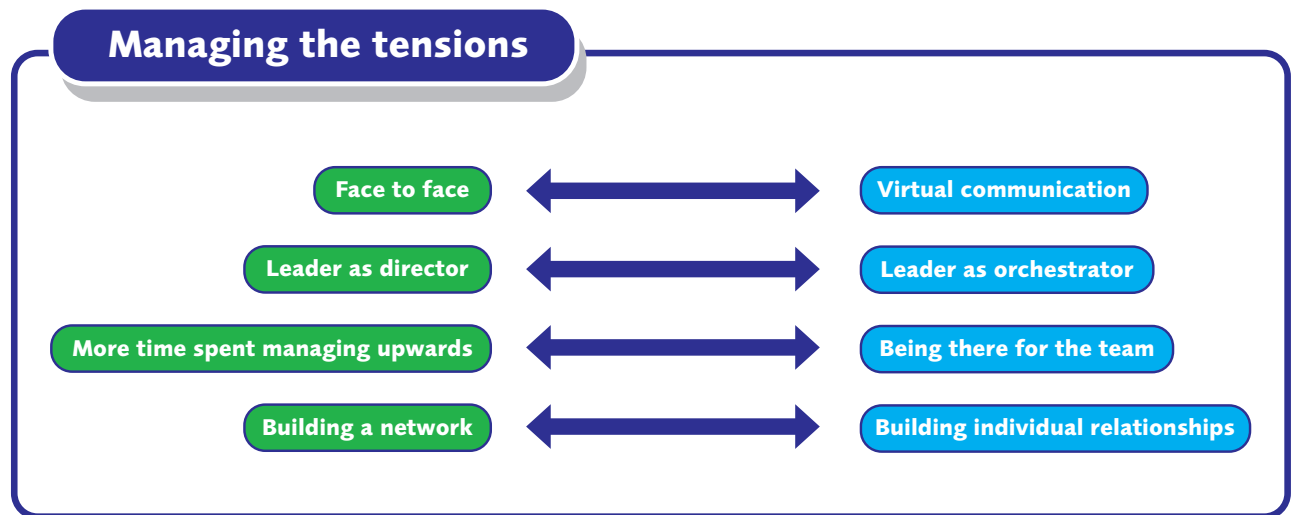 Managing the tensions
Face to face
Virtual communication
Leader as director
Leader as orchestrator
More time spent managing upwards
Being there for the team
Building a network
Building individual relationships